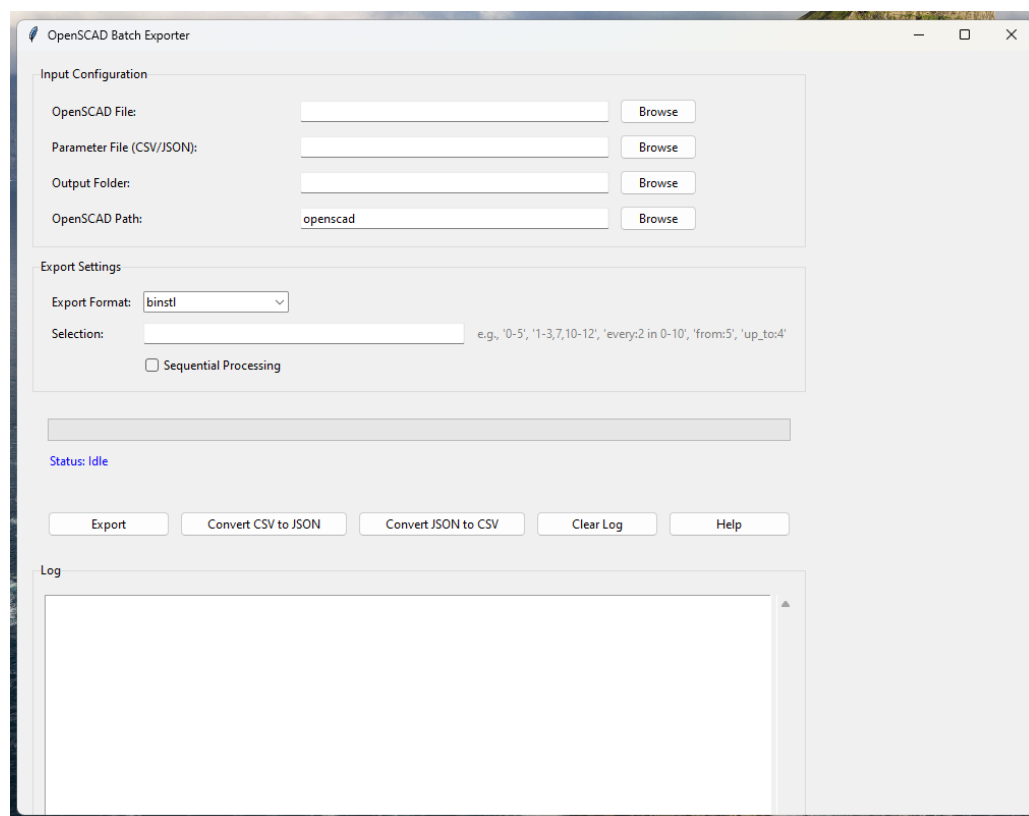 OpenSCAD Batch Exporter
Input Configuration
OpenSCAD File: Browse
Parameter File (CSV/JSON): Browse
Output Folder: Browse
OpenSCAD Path: openscad Browse
Export Settings
Export Format: binstl
Selection: e.g., '0-5', '1-3,7,10-12', 'every:2 in 0-10', 'from:5', 'up_to:4'
Sequential Processing
Status: Idle
Export Convert CSV to JSON Convert JSON to CSV Clear Log Help
Log